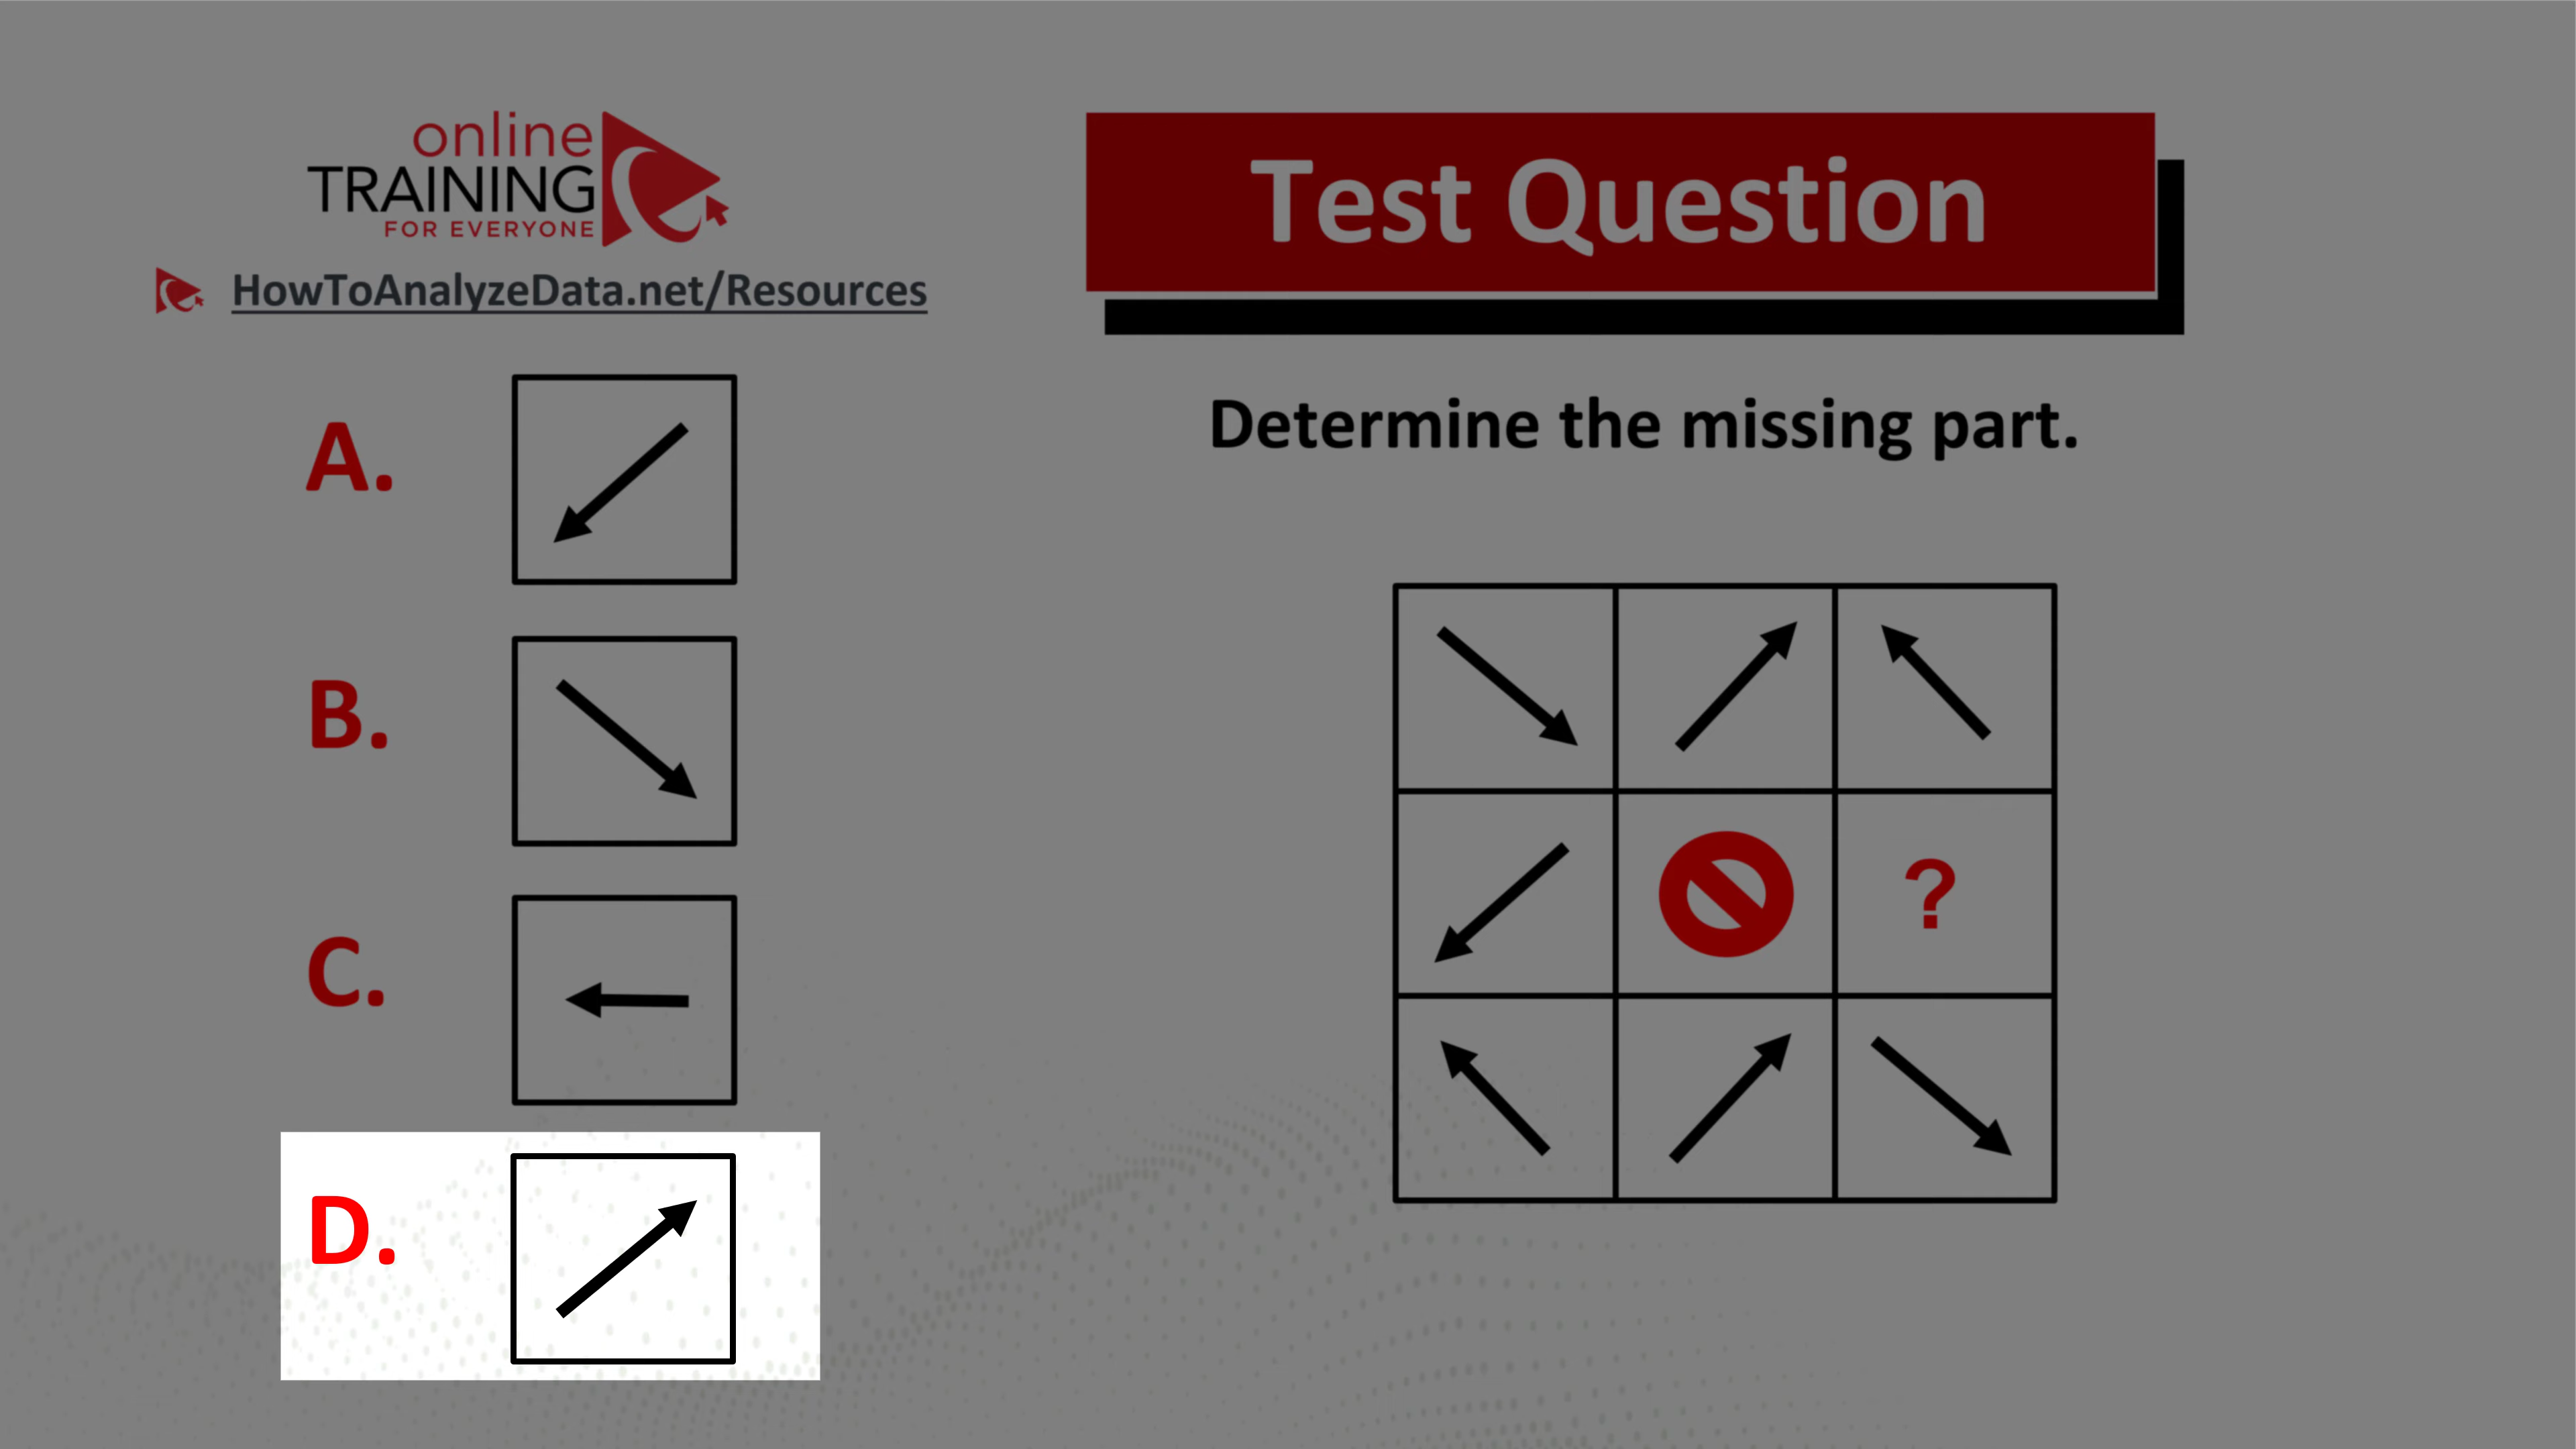 online
TRAINING
FOR EVERYONE
HowToAnalyzeData.net/Resources
Test Question
Determine the missing part.
A.
B.
C.
D.
?